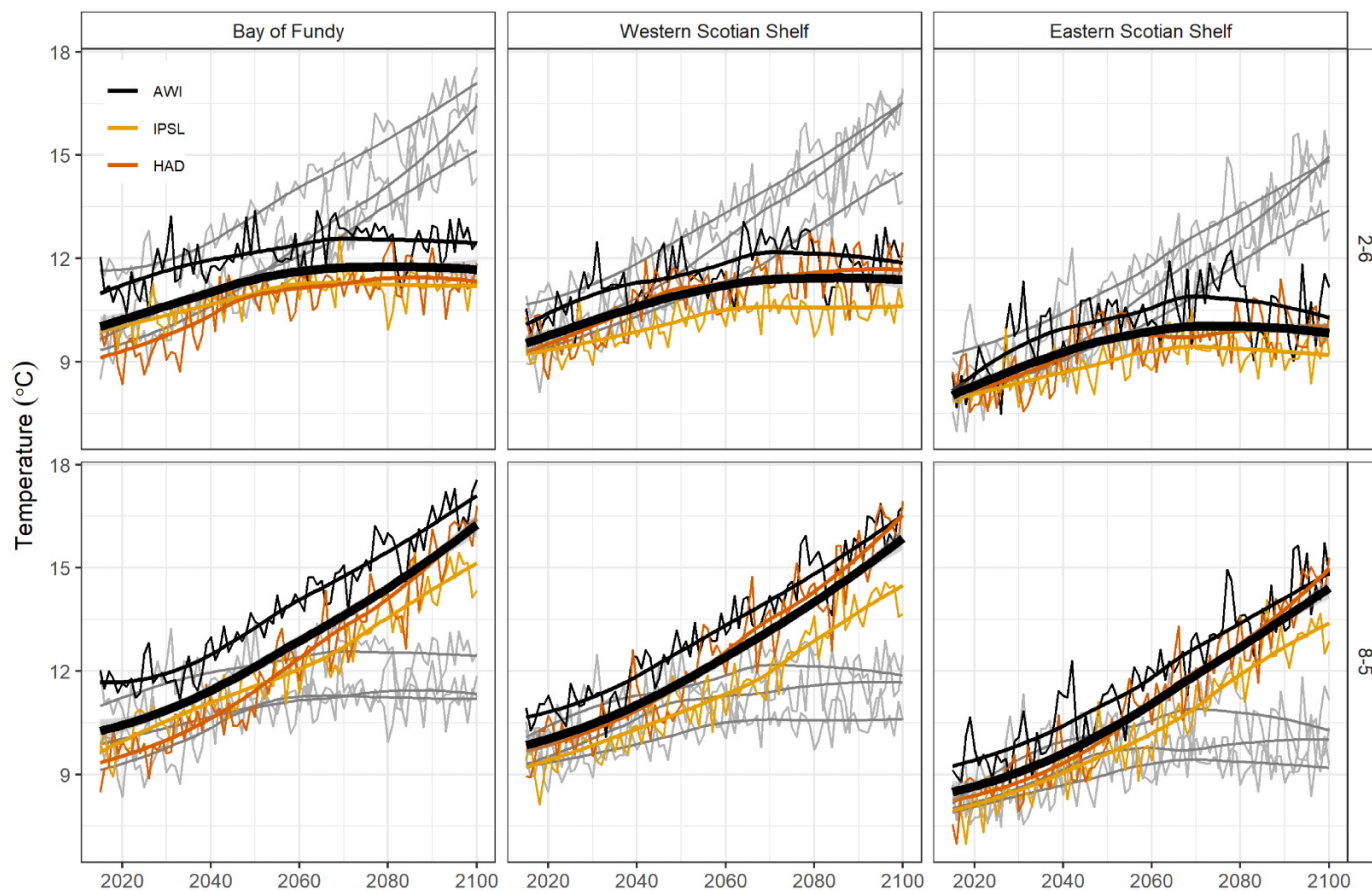 Bay of Fundy
Western Scotian Shelf
Eastern Scotian Shelf
18
15
12
9
AWI
IPSL
HAD
2-6
Temperature (°C)
18
15
12
9
8-5
2020 2040 2060 2080 2100
2020 2040 2060 2080 2100
2020 2040 2060 2080 2100